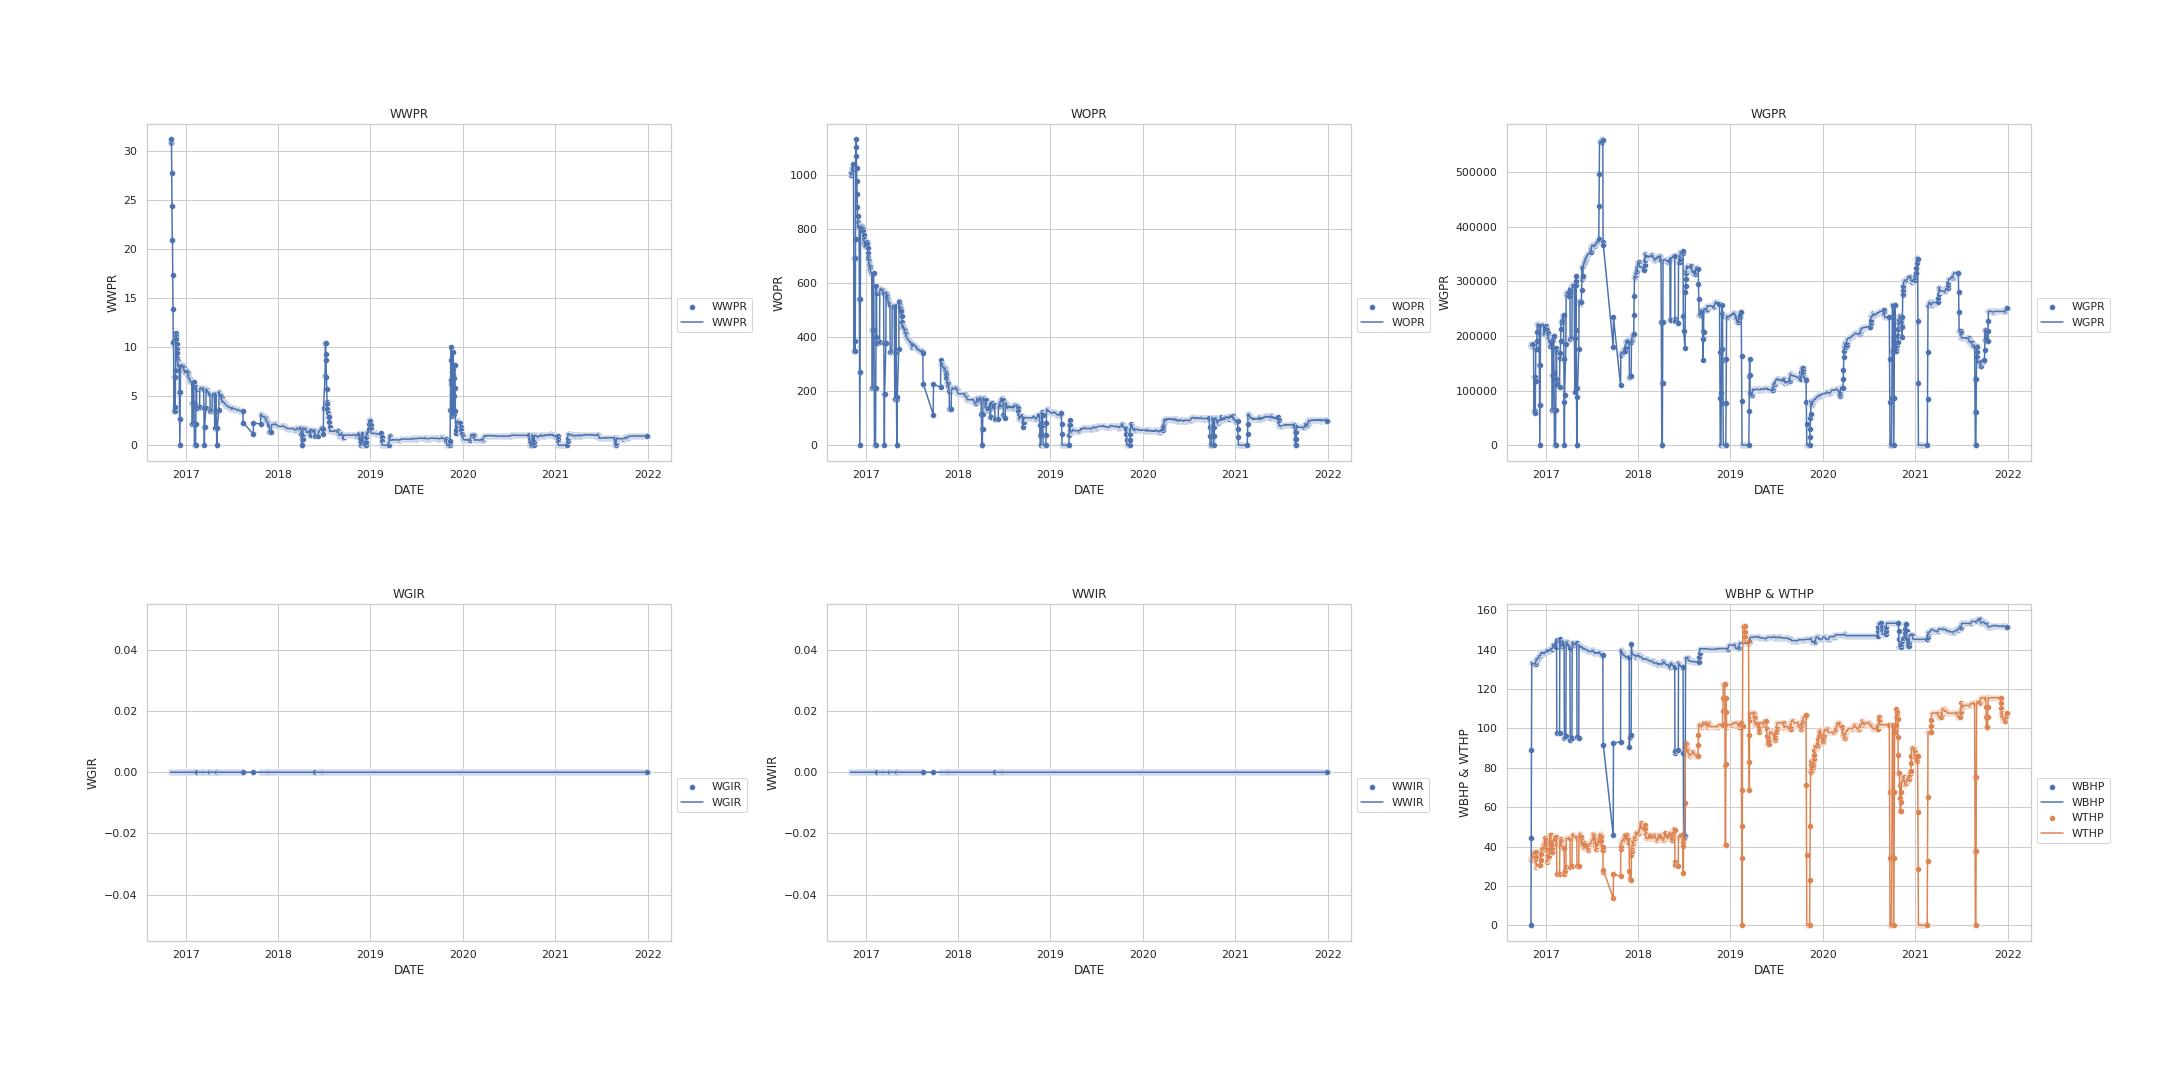 WWPR
WWPR
30
25
20
15
10
5
0
2017 2018 2019 2020 2021 2022
DATE
WWPR
WWPR
WOPR
WOPR
1000
800
600
400
200
0
2017 2018 2019 2020 2021 2022
DATE
WOPR
WOPR
WGPR
WGPR
500000
400000
300000
200000
100000
0
2017 2018 2019 2020 2021 2022
DATE
WGPR
WGPR
WGIR
WGIR
0.04
0.02
0.00
−0.02
−0.04
2017 2018 2019 2020 2021 2022
DATE
WGIR
WGIR
WWIR
WWIR
0.04
0.02
0.00
−0.02
−0.04
2017 2018 2019 2020 2021 2022
DATE
WWIR
WWIR
WBHP & WTHP
WBHP & WTHP
160
140
120
100
80
60
40
20
0
2017 2018 2019 2020 2021 2022
DATE
WBHP
WBHP
WTHP
WTHP